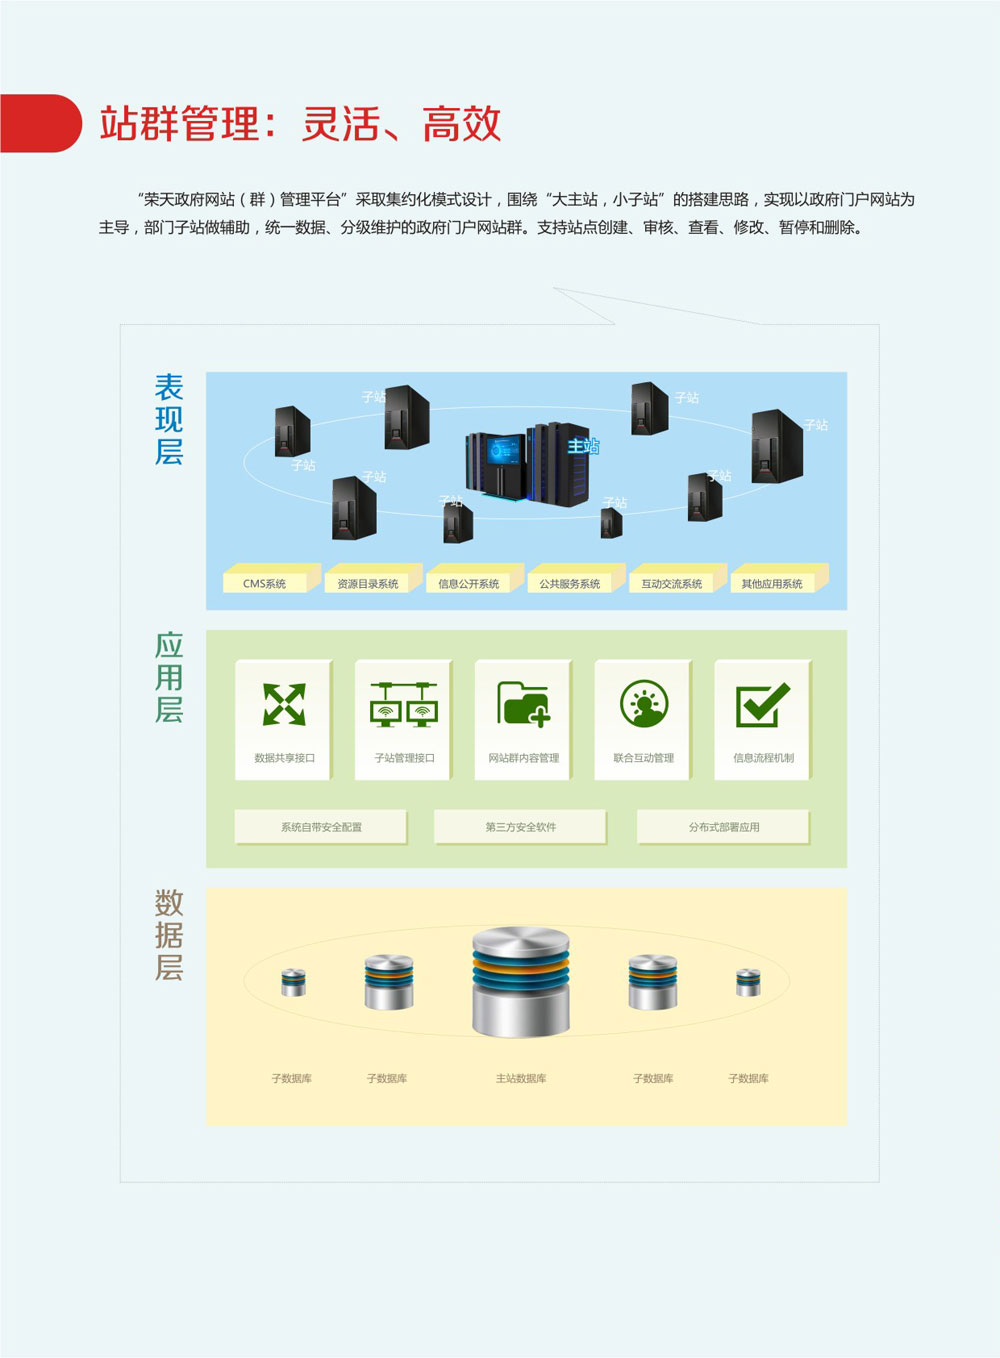 站群管理：灵活、高效
“荣天政府网站（群）管理平台”采取集约化模式设计，围绕“大主站，小子站”的搭建思路，实现以政府门户网站为
主导，部门子站做辅助，统一数据、分级维护的政府门户网站群。支持站点创建、审核、查看、修改、暂停和删除。
表现层
子站
子站
子站
主站
子站
子站
子站
子站
子站
CMS系统
资源目录系统
信息公开系统
公共服务系统
互动交流系统
其他应用系统
应用层
数据共享接口
子站管理接口
网站群内容管理
联合互动管理
信息流程机制
系统自带安全配置
第三方安全软件
分布式部署应用
数据层
子数据库
子数据库
主站数据库
子数据库
子数据库